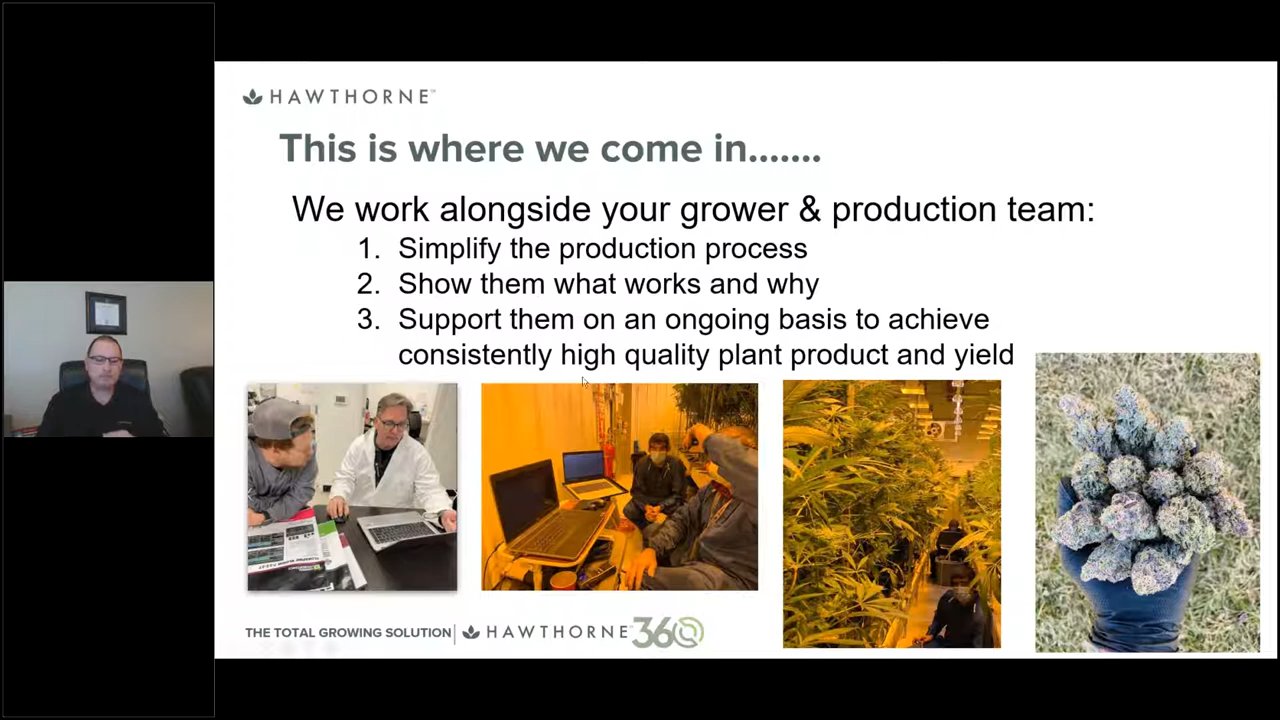 HAWTHORNE™
This is where we come in.......
We work alongside your grower & production team:
1. Simplify the production process
2. Show them what works and why
3. Support them on an ongoing basis to achieve
consistently high quality plant product and yield
THE TOTAL GROWING SOLUTION | HAWTHORNE™ 360